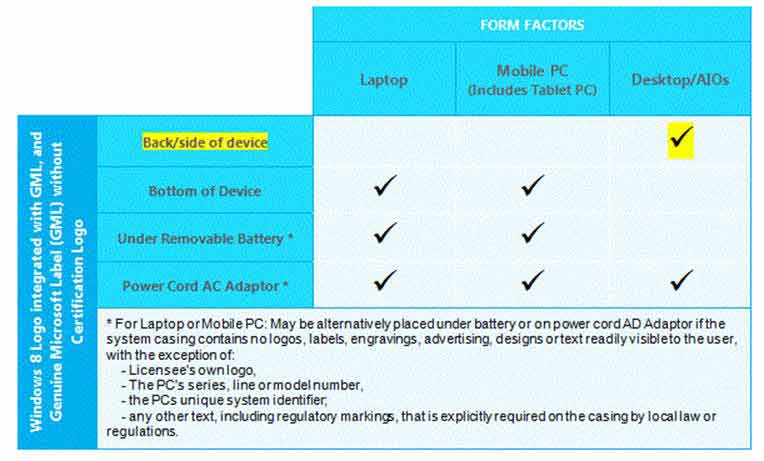 FORM FACTORS
Laptop
Mobile PC
(Includes Tablet PC)
Desktop/AIOs
Windows 8 Logo integrated with GML, and
Genuine Microsoft Label (GML) without
Certification Logo
Back/side of device
✓
Bottom of Device
✓ ✓
Under Removable Battery *
✓ ✓
Power Cord AC Adaptor *
✓ ✓ ✓
* For Laptop or Mobile PC: May be alternatively placed under battery or on power cord AD Adaptor if the
system casing contains no logos, labels, engravings, advertising, designs or text readily visible to the user,
with the exception of:
- Licensee's own logo,
- The PC's series, line or model number,
- the PCs unique system identifier;
- any other text, including regulatory markings, that is explicitly required on the casing by local law or
regulations.